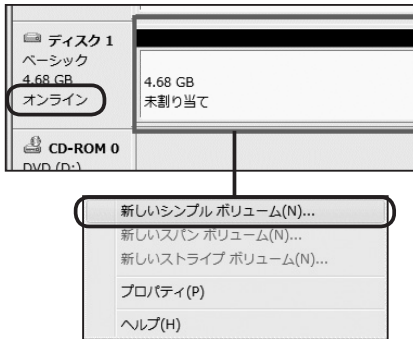 ディスク 1
ベーシック
4.68 GB
オンライン
4.68 GB
未割り当て
CD-ROM 0
DVD (D:)
新しいシンプル ボリューム(N)...
新しいスパン ボリューム(N)...
新しいストライプ ボリューム(N)...
プロパティ(P)
ヘルプ(H)